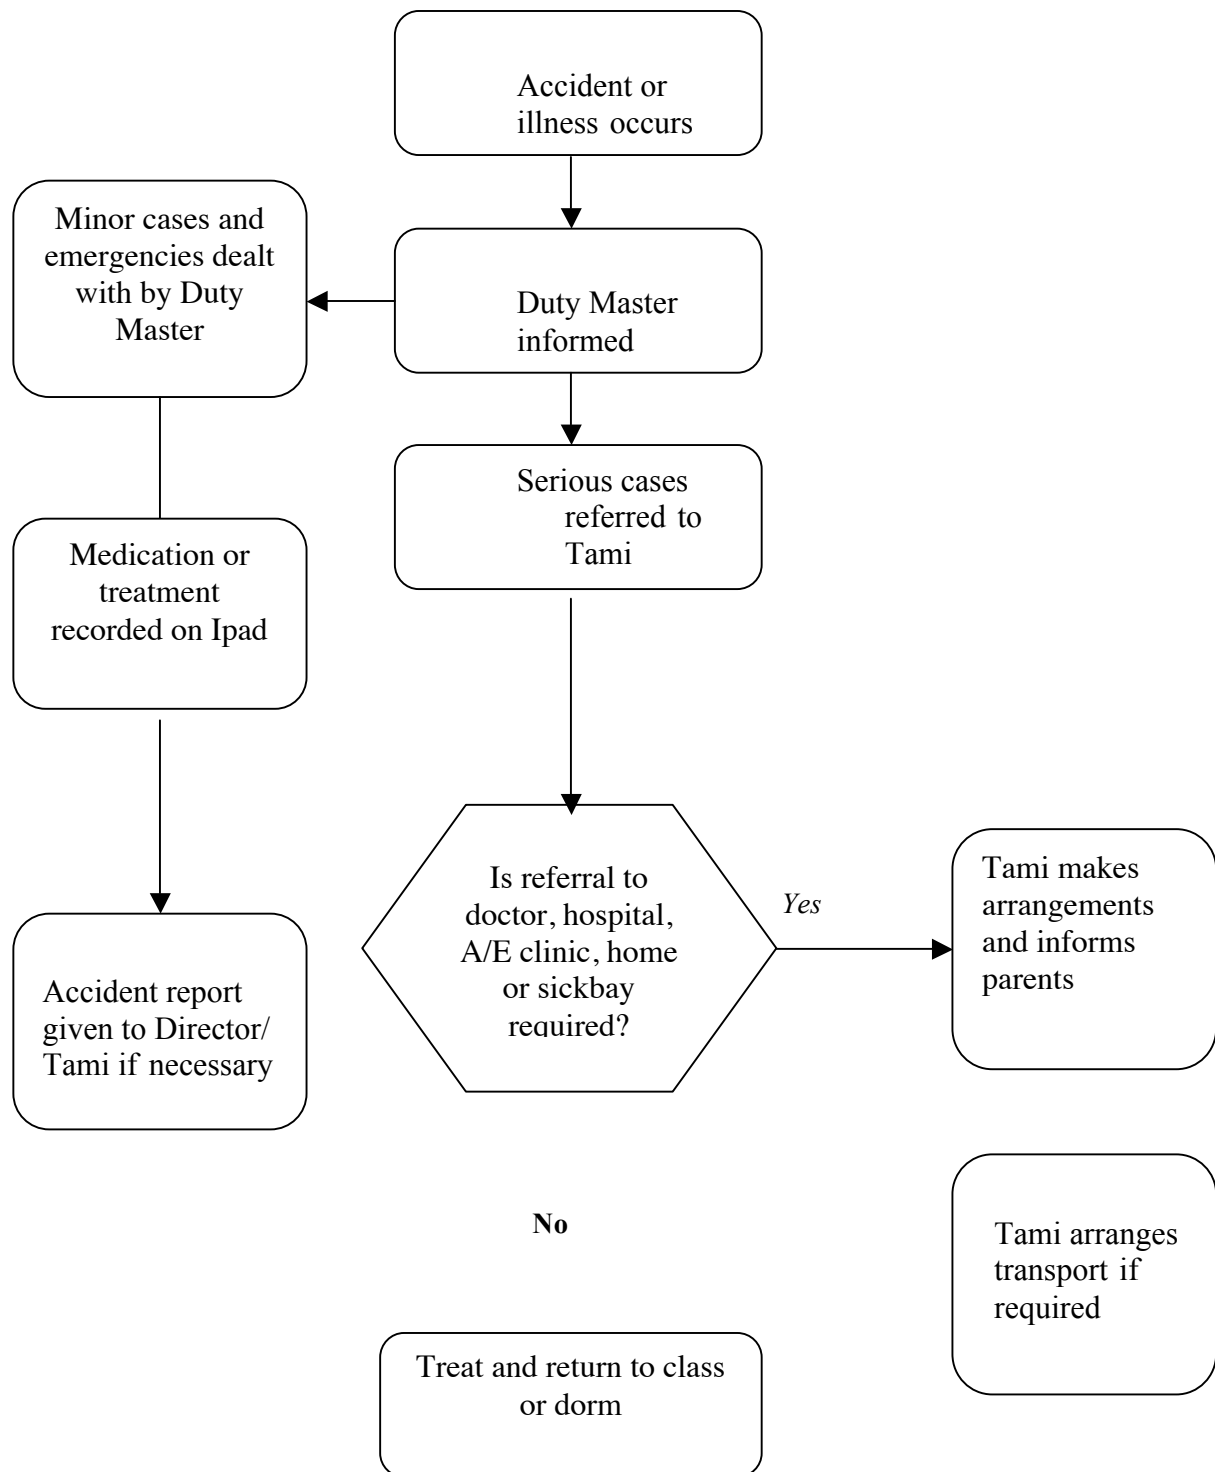 Accident or
illness occurs
Minor cases and
emergencies dealt
with by Duty
Master
Duty Master
informed
Serious cases
referred to
Tami
Medication or
treatment
recorded on Ipad
Is referral to
doctor, hospital,
A/E clinic, home
or sickbay
required?
Yes
Tami makes
arrangements
and informs
parents
Accident report
given to Director/
Tami if necessary
No
Tami arranges
transport if
required
Treat and return to class
or dorm